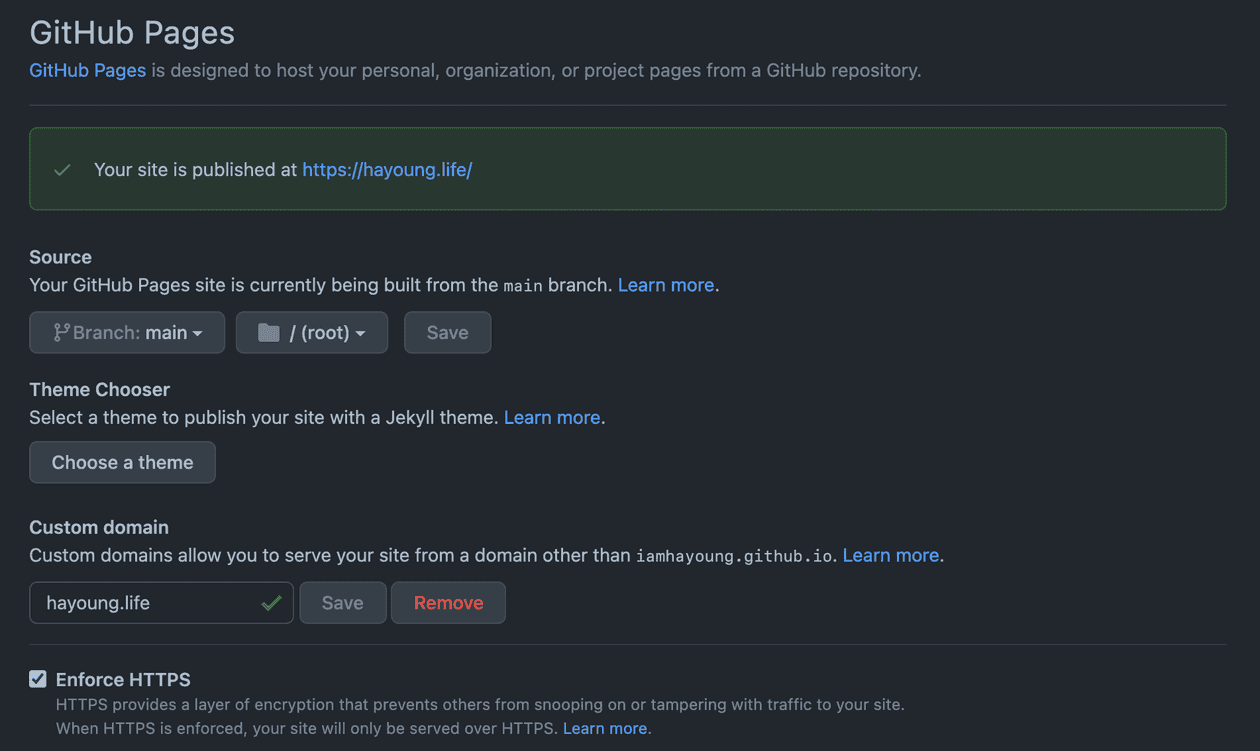 GitHub Pages
GitHub Pages is designed to host your personal, organization, or project pages from a GitHub repository.
Your site is published at https://hayoung.life/
Source
Your GitHub Pages site is currently being built from the main branch. Learn more.
Branch: main / (root) Save
Theme Chooser
Select a theme to publish your site with a Jekyll theme. Learn more.
Choose a theme
Custom domain
Custom domains allow you to serve your site from a domain other than iamhayoung.github.io. Learn more.
hayoung.life Save Remove
Enforce HTTPS
HTTPS provides a layer of encryption that prevents others from snooping on or tampering with traffic to your site.
When HTTPS is enforced, your site will only be served over HTTPS. Learn more.